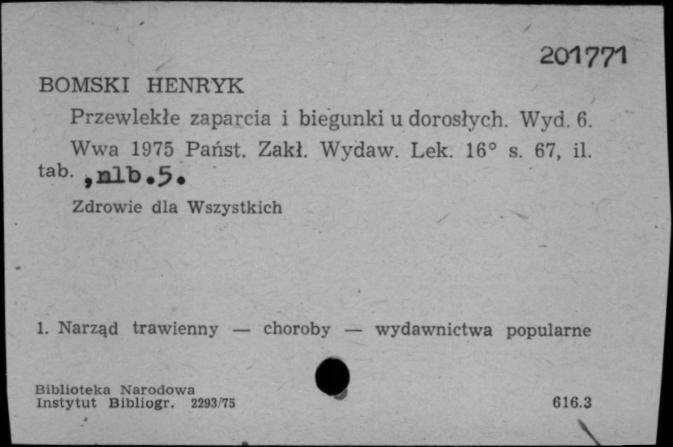 201771
BOMSKI HENRYK
Przewlekłe zaparcia i biegunki u dorosłych. Wyd. 6.
Wwa 1975 Państ. Zakł. Wydaw. Lek. 16° s. 67, il.
tab. ,nlb.5.
Zdrowie dla Wszystkich
1. Narząd trawienny — choroby — wydawnictwa popularne
Biblioteka Narodowa
Instytut Bibliogr. 2293/75
616.3